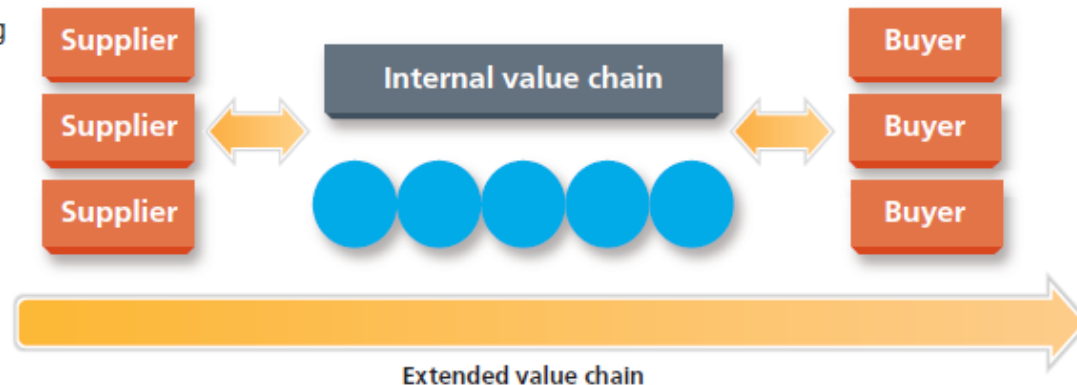 Supplier
Supplier
Supplier
Internal value chain
Buyer
Buyer
Buyer
Extended value chain